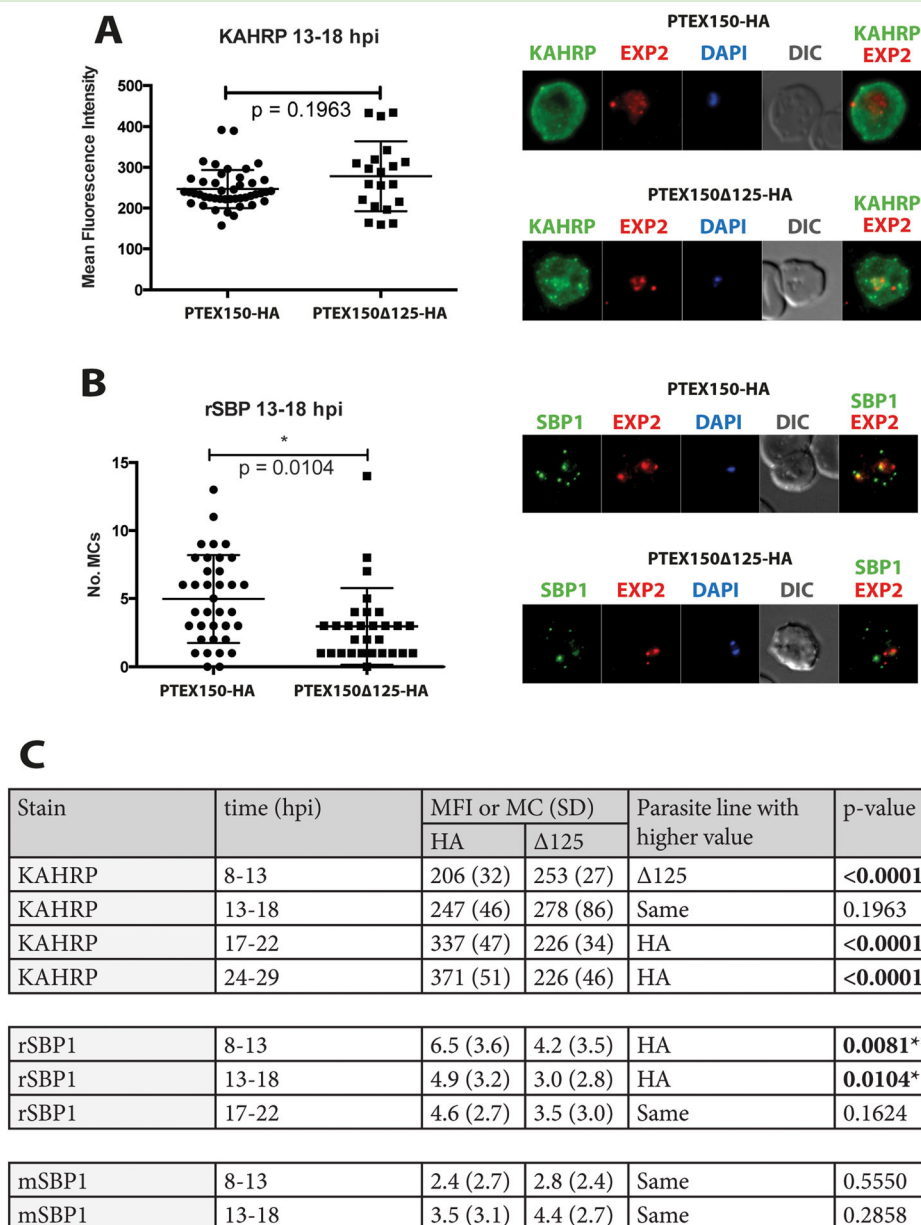 A
KAHRP 13-18 hpi
Mean Fluorescence Intensity
500
400
300
200
100
0
p = 0.1963
PTEX150-HA PTEX150Δ125-HA
PTEX150-HA
KAHRP EXP2 DAPI DIC KAHRP EXP2
PTEX150Δ125-HA
KAHRP EXP2 DAPI DIC KAHRP EXP2
B
rSBP 13-18 hpi
No. MCs
15
10
5
0
*
p = 0.0104
PTEX150-HA PTEX150Δ125-HA
PTEX150-HA
SBP1 EXP2 DAPI DIC SBP1 EXP2
PTEX150Δ125-HA
SBP1 EXP2 DAPI DIC SBP1 EXP2
C
Stain time (hpi) MFI or MC (SD) Parasite line with higher value p-value
HA Δ125
KAHRP 8-13 206 (32) 253 (27) Δ125 <0.0001
KAHRP 13-18 247 (46) 278 (86) Same 0.1963
KAHRP 17-22 337 (47) 226 (34) HA <0.0001
KAHRP 24-29 371 (51) 226 (46) HA <0.0001
rSBP1 8-13 6.5 (3.6) 4.2 (3.5) HA 0.0081*
rSBP1 13-18 4.9 (3.2) 3.0 (2.8) HA 0.0104*
rSBP1 17-22 4.6 (2.7) 3.5 (3.0) Same 0.1624
mSBP1 8-13 2.4 (2.7) 2.8 (2.4) Same 0.5550
mSBP1 13-18 3.5 (3.1) 4.4 (2.7) Same 0.2858